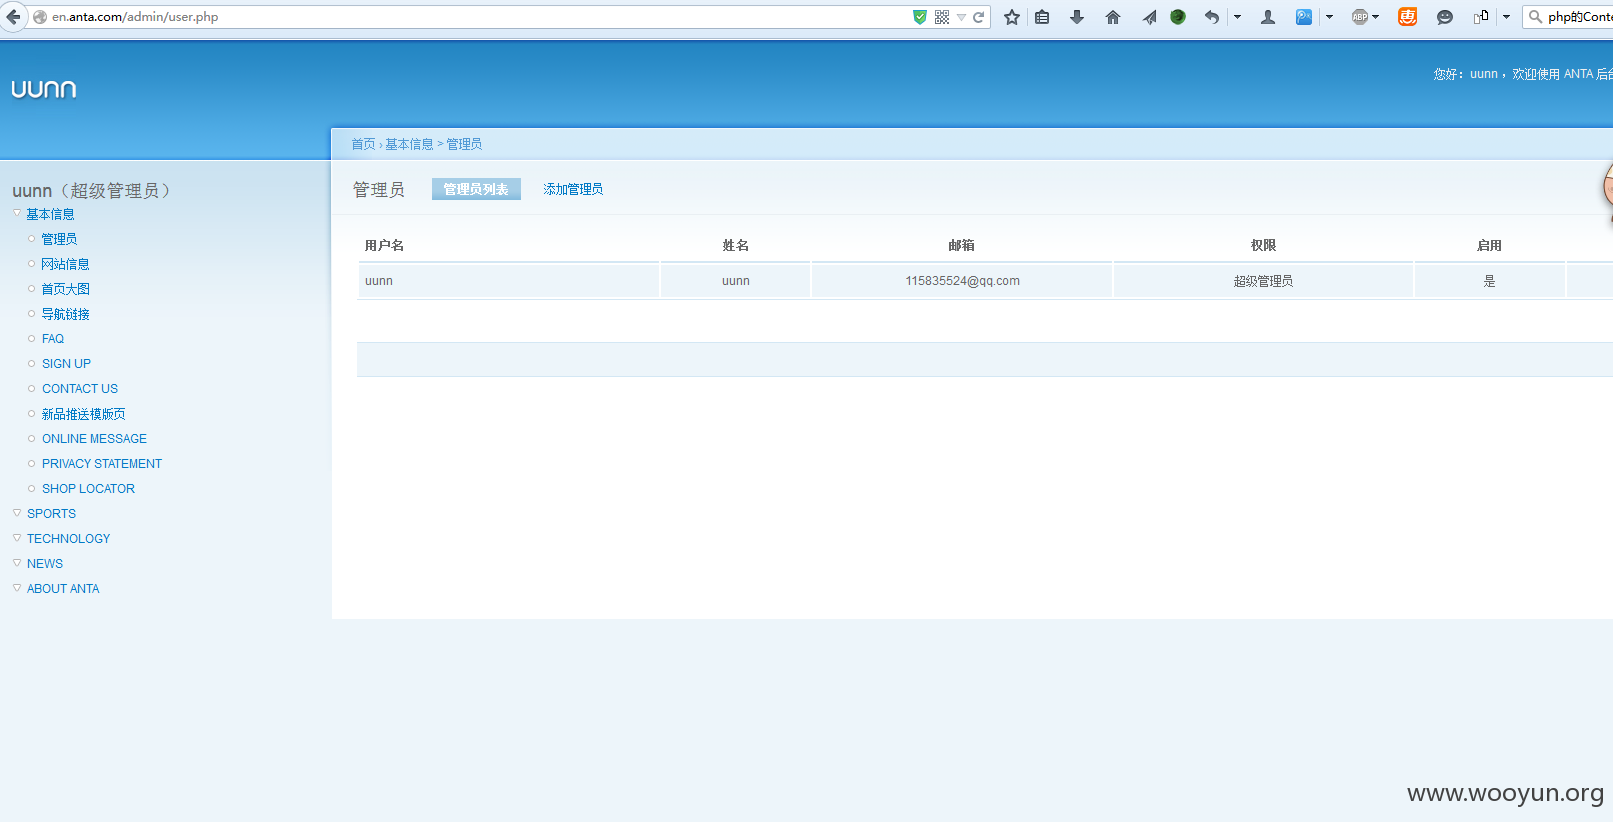 en.anta.com/admin/user.php
php的Conte
uunn
您好：uunn ，欢迎使用 ANTA 后台
首页 › 基本信息 > 管理员
uunn（超级管理员）
基本信息
管理员
网站信息
首页大图
导航链接
FAQ
SIGN UP
CONTACT US
新品推送模版页
ONLINE MESSAGE
PRIVACY STATEMENT
SHOP LOCATOR
SPORTS
TECHNOLOGY
NEWS
ABOUT ANTA
管理员 管理员列表 添加管理员
用户名 姓名 邮箱 权限 启用
uunn uunn 115835524@qq.com 超级管理员 是
www.wooyun.org